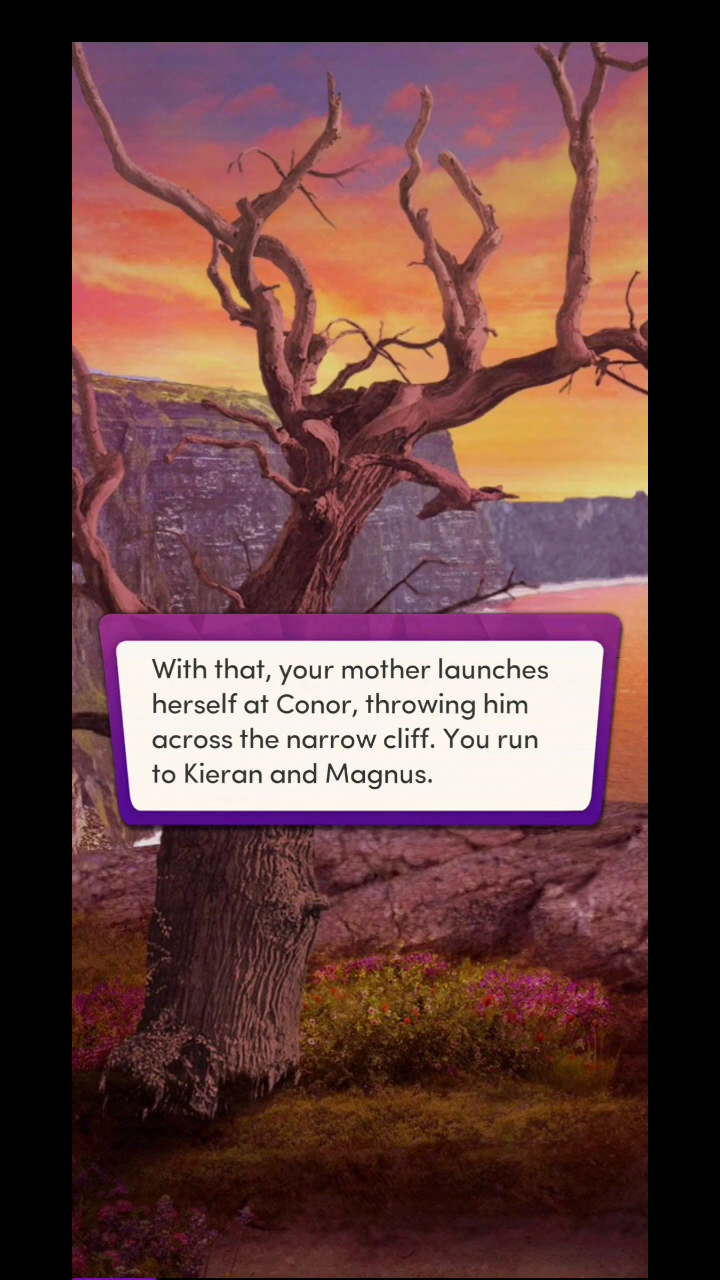 With that, your mother launches
herself at Conor, throwing him
across the narrow cliff. You run
to Kieran and Magnus.